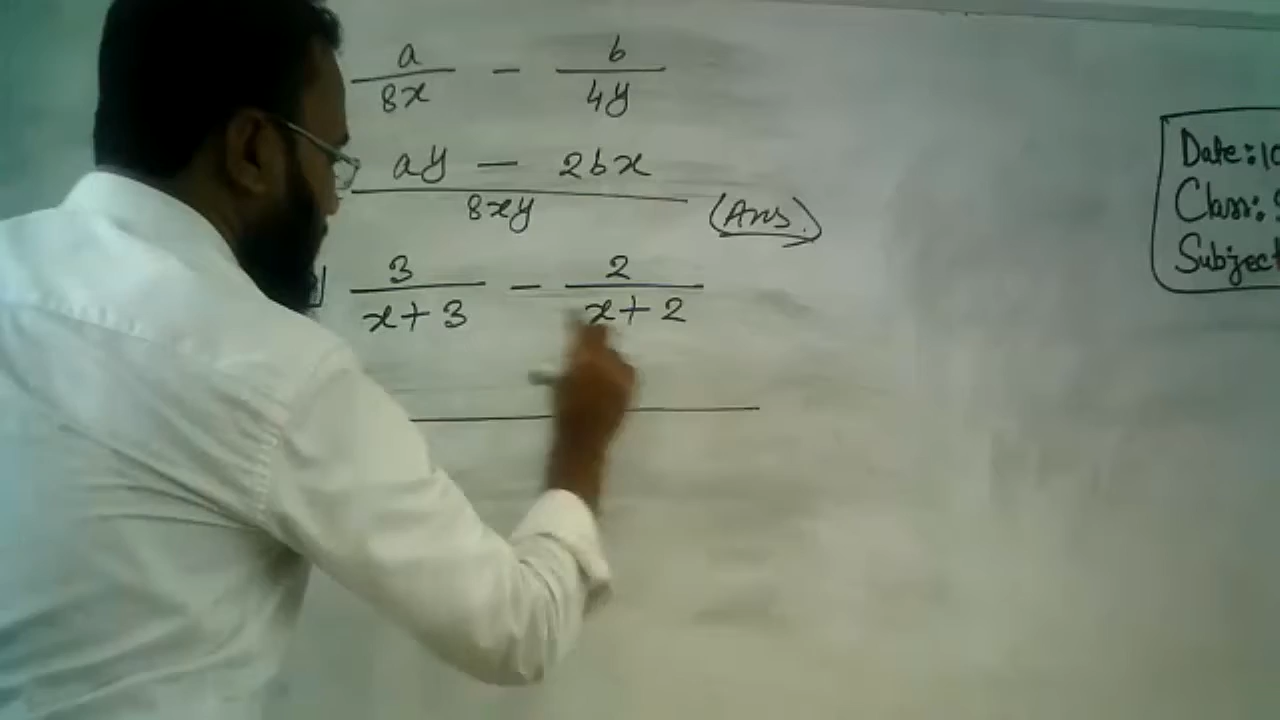 a/8x - b/4y
ay - 2bx / 8xy (Ans.)
3/x+3 - 2/x+2
Date:10
Class:
Subject